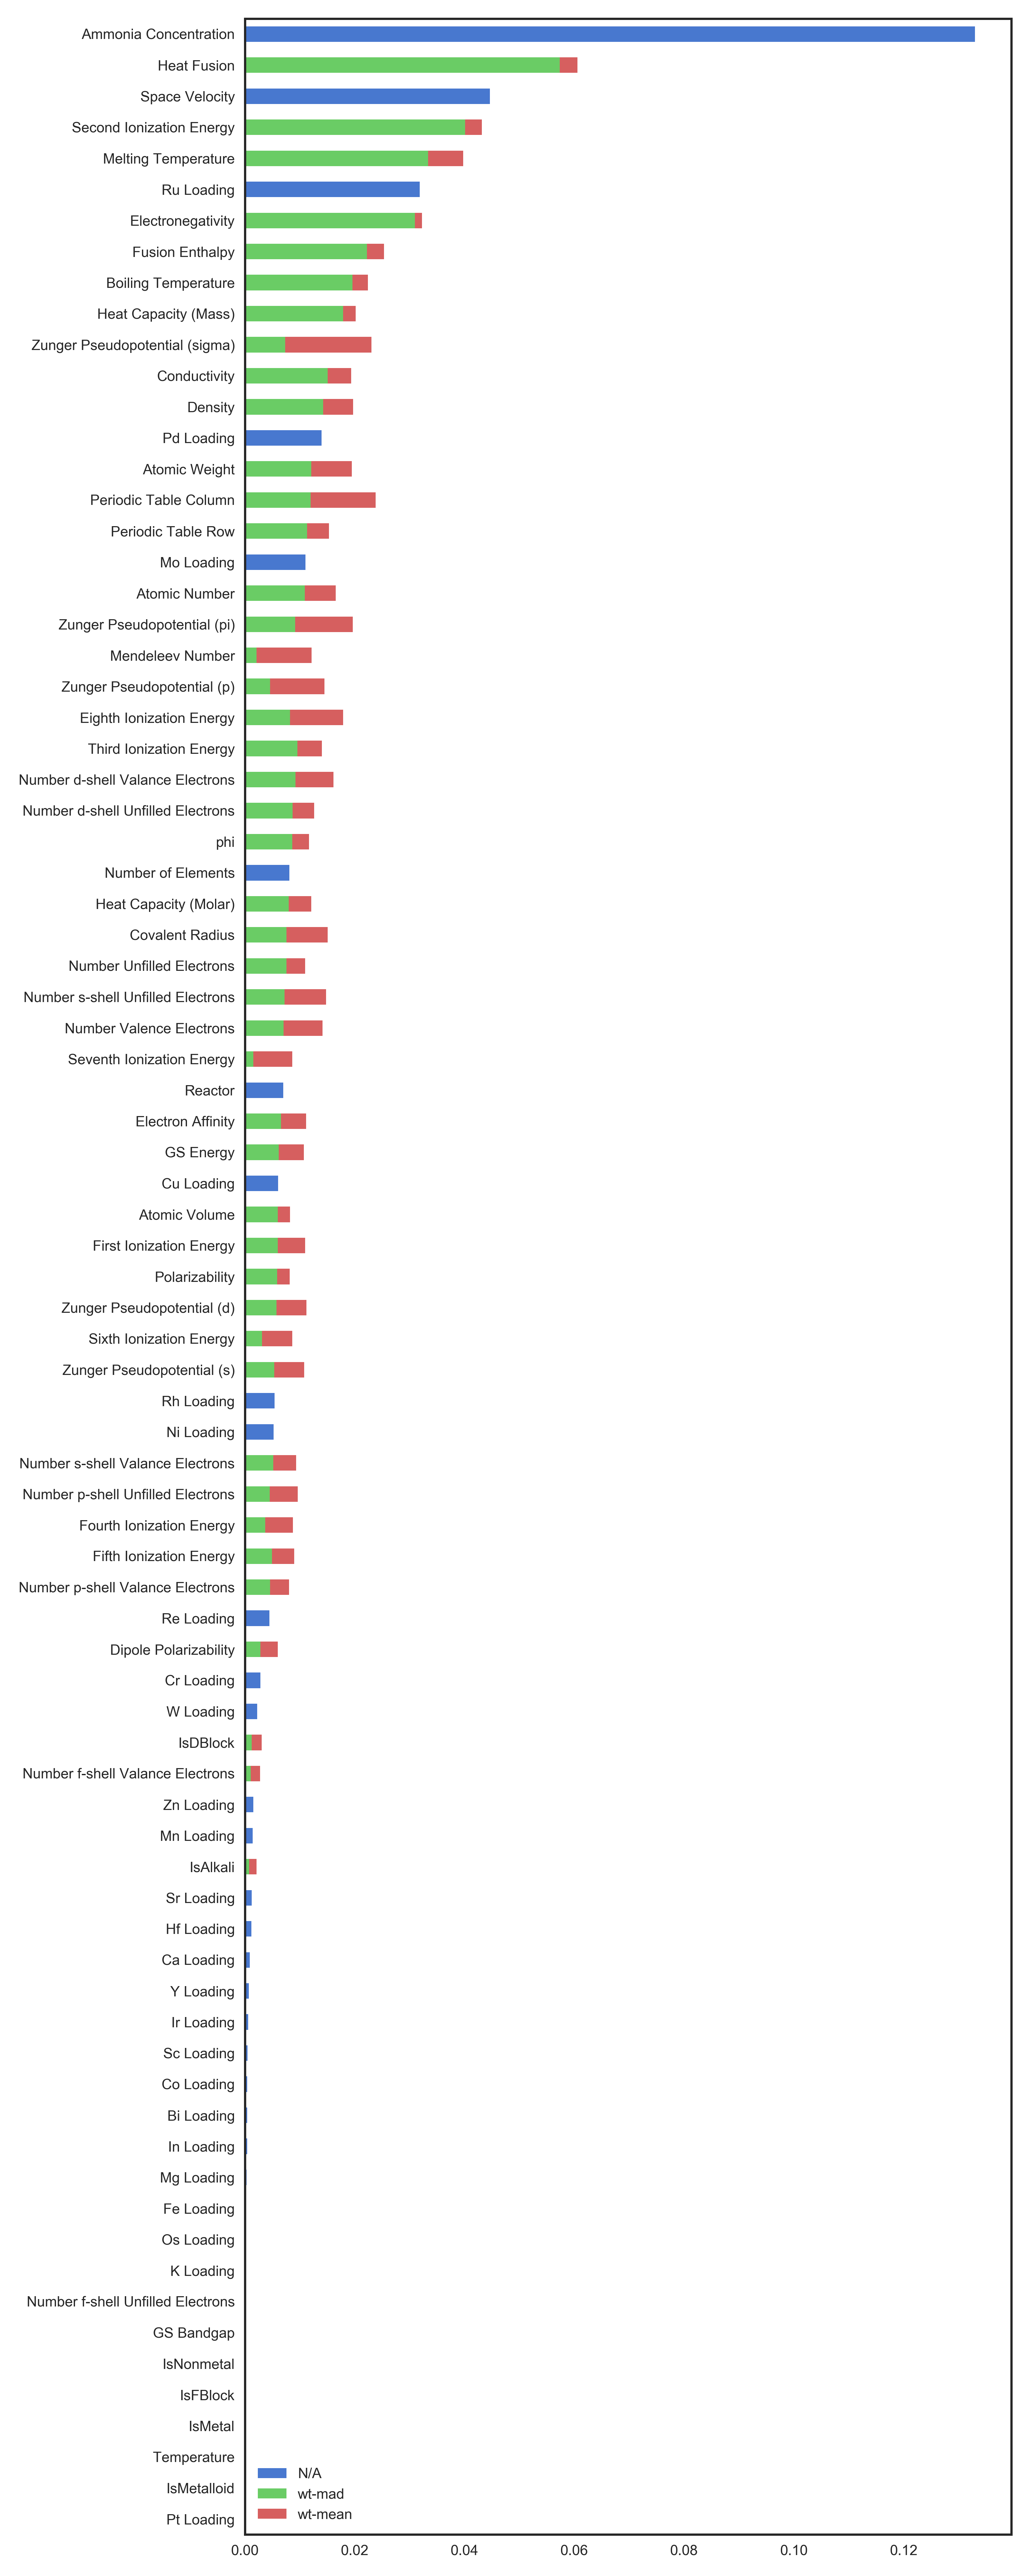 Ammonia Concentration
Heat Fusion
Space Velocity
Second Ionization Energy
Melting Temperature
Ru Loading
Electronegativity
Fusion Enthalpy
Boiling Temperature
Heat Capacity (Mass)
Zunger Pseudopotential (sigma)
Conductivity
Density
Pd Loading
Atomic Weight
Periodic Table Column
Periodic Table Row
Mo Loading
Atomic Number
Zunger Pseudopotential (pi)
Mendeleev Number
Zunger Pseudopotential (p)
Eighth Ionization Energy
Third Ionization Energy
Number d-shell Valance Electrons
Number d-shell Unfilled Electrons
phi
Number of Elements
Heat Capacity (Molar)
Covalent Radius
Number Unfilled Electrons
Number s-shell Unfilled Electrons
Number Valence Electrons
Seventh Ionization Energy
Reactor
Electron Affinity
GS Energy
Cu Loading
Atomic Volume
First Ionization Energy
Polarizability
Zunger Pseudopotential (d)
Sixth Ionization Energy
Zunger Pseudopotential (s)
Rh Loading
Ni Loading
Number s-shell Valance Electrons
Number p-shell Unfilled Electrons
Fourth Ionization Energy
Fifth Ionization Energy
Number p-shell Valance Electrons
Re Loading
Dipole Polarizability
Cr Loading
W Loading
IsDBlock
Number f-shell Valance Electrons
Zn Loading
Mn Loading
IsAlkali
Sr Loading
Hf Loading
Ca Loading
Y Loading
Ir Loading
Sc Loading
Co Loading
Bi Loading
In Loading
Mg Loading
Fe Loading
Os Loading
K Loading
Number f-shell Unfilled Electrons
GS Bandgap
IsNonmetal
IsFBlock
IsMetal
Temperature
IsMetalloid
Pt Loading
N/A
wt-mad
wt-mean
0.00 0.02 0.04 0.06 0.08 0.10 0.12